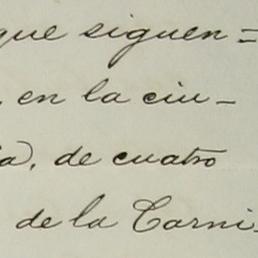 que siguen=
, en la ciu-
a, de cuatro
de la Carni-